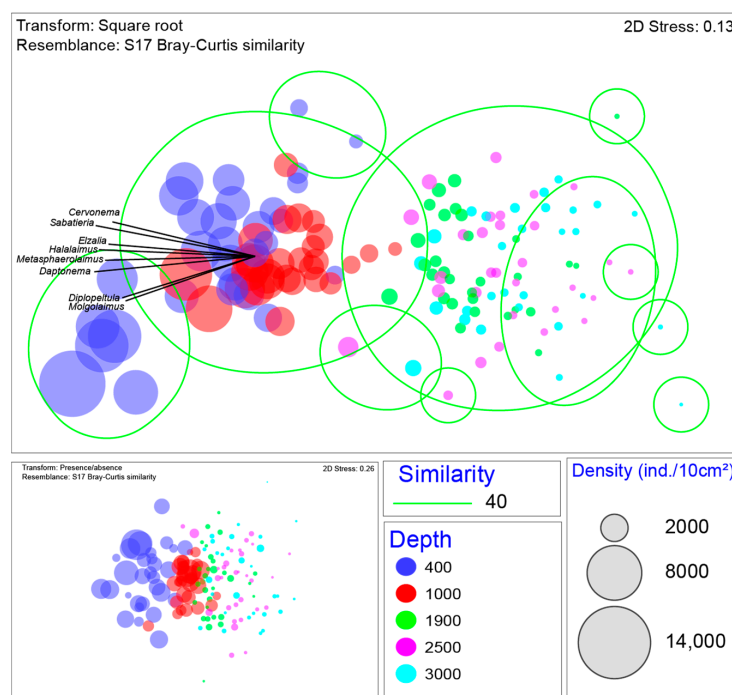 Transform: Square root
Resemblance: S17 Bray-Curtis similarity
2D Stress: 0.13
Cervonema
Sabatieria
Elzalia
Halalaimus
Metasphaerolaimus
Daptonema
Diplopeltula
Molgolaimus
Transform: Presence/absence
Resemblance: S17 Bray-Curtis similarity
2D Stress: 0.26
Similarity
40
Depth
400
1000
1900
2500
3000
Density (ind./10cm²)
2000
8000
14,000